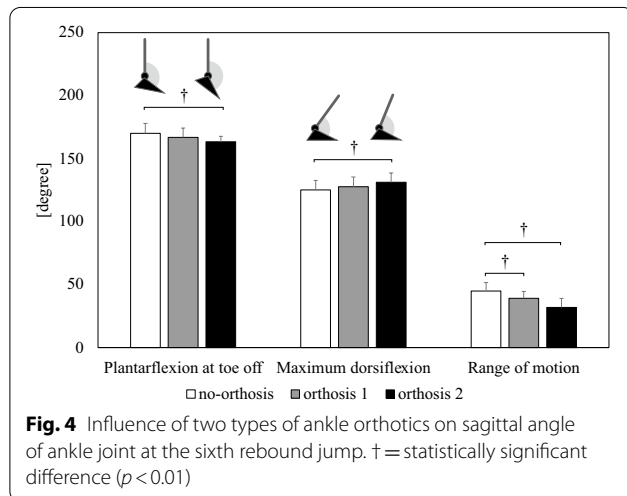 250
200
150
100
50
0
[degree]
†
†
†
†
Plantarflexion at toe off Maximum dorsiflexion Range of motion
no-orthosis orthosis 1 orthosis 2
Fig. 4 Influence of two types of ankle orthotics on sagittal angle
of ankle joint at the sixth rebound jump. † = statistically significant
difference (p < 0.01)